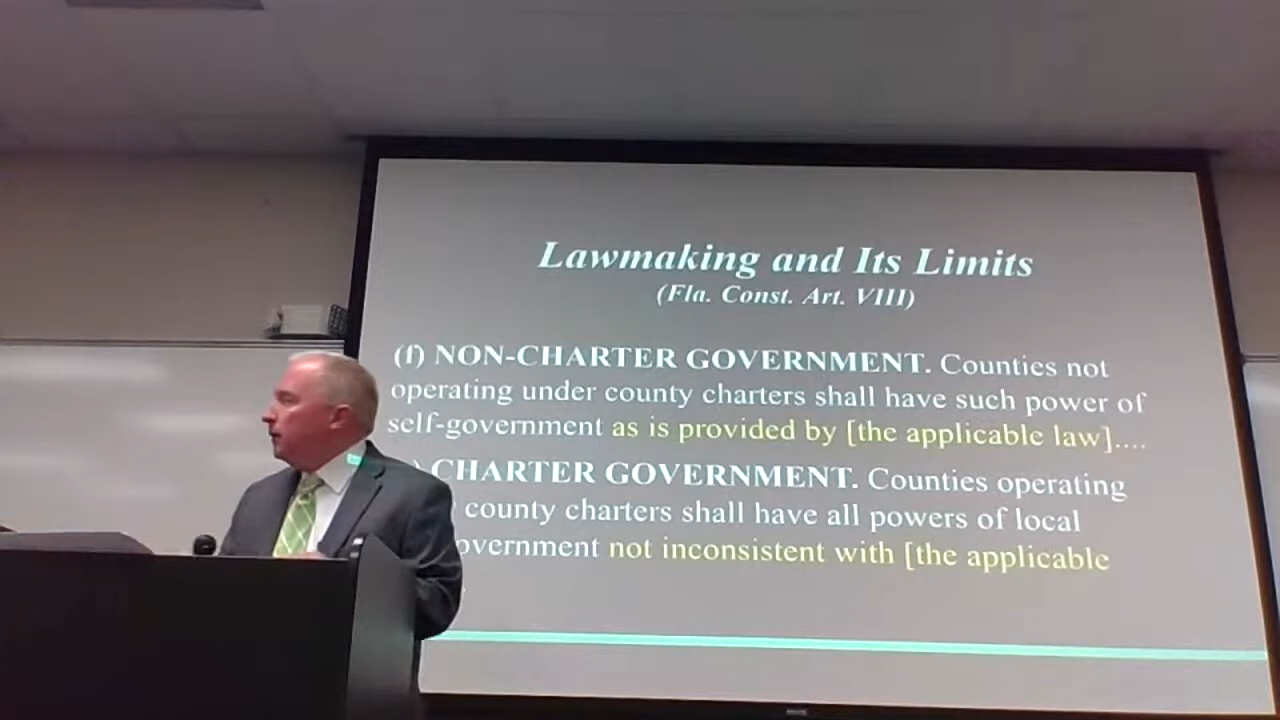 Lawmaking and Its Limits
(Fla. Const. Art. VIII)
(f) NON-CHARTER GOVERNMENT. Counties not
operating under county charters shall have such power of
self-government as is provided by [the applicable law]....
) CHARTER GOVERNMENT. Counties operating
county charters shall have all powers of local
overnment not inconsistent with [the applicable